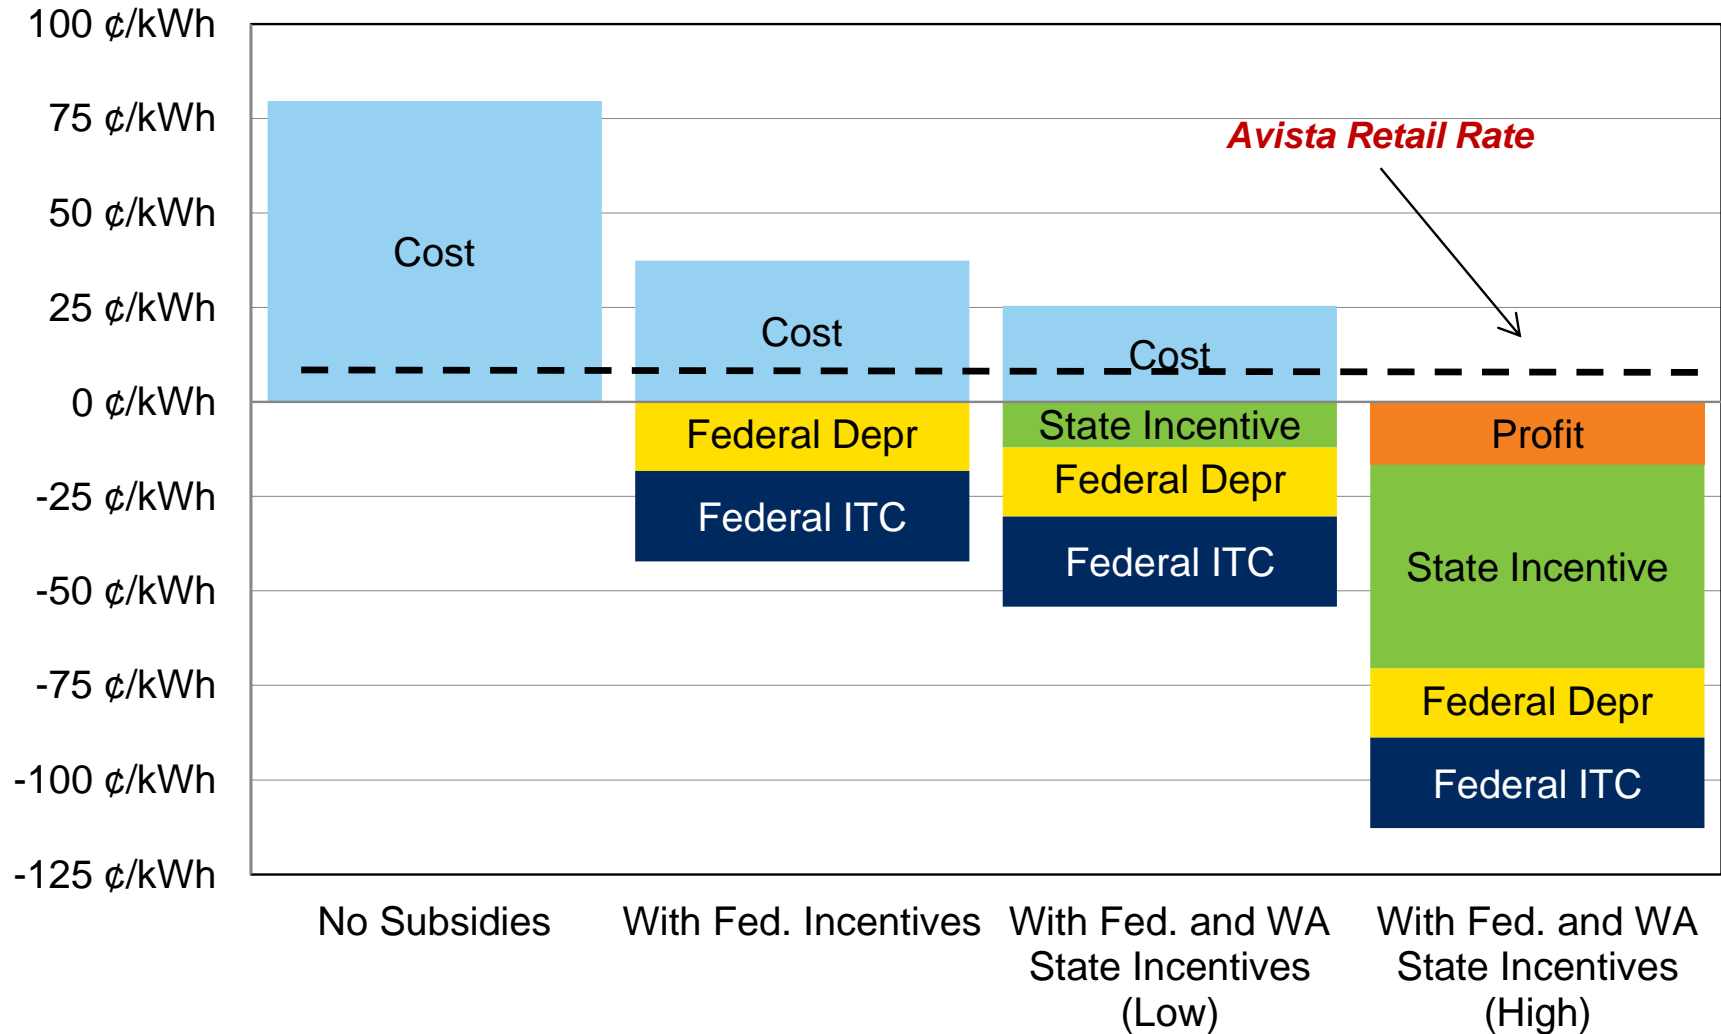 100 ¢/kWh
75 ¢/kWh
50 ¢/kWh
25 ¢/kWh
0 ¢/kWh
-25 ¢/kWh
-50 ¢/kWh
-75 ¢/kWh
-100 ¢/kWh
-125 ¢/kWh
Avista Retail Rate
Cost
Cost
Federal Depr
Federal ITC
Cost
State Incentive
Federal Depr
Federal ITC
Profit
State Incentive
Federal Depr
Federal ITC
No Subsidies
With Fed. Incentives
With Fed. and WA
State Incentives
(Low)
With Fed. and WA
State Incentives
(High)